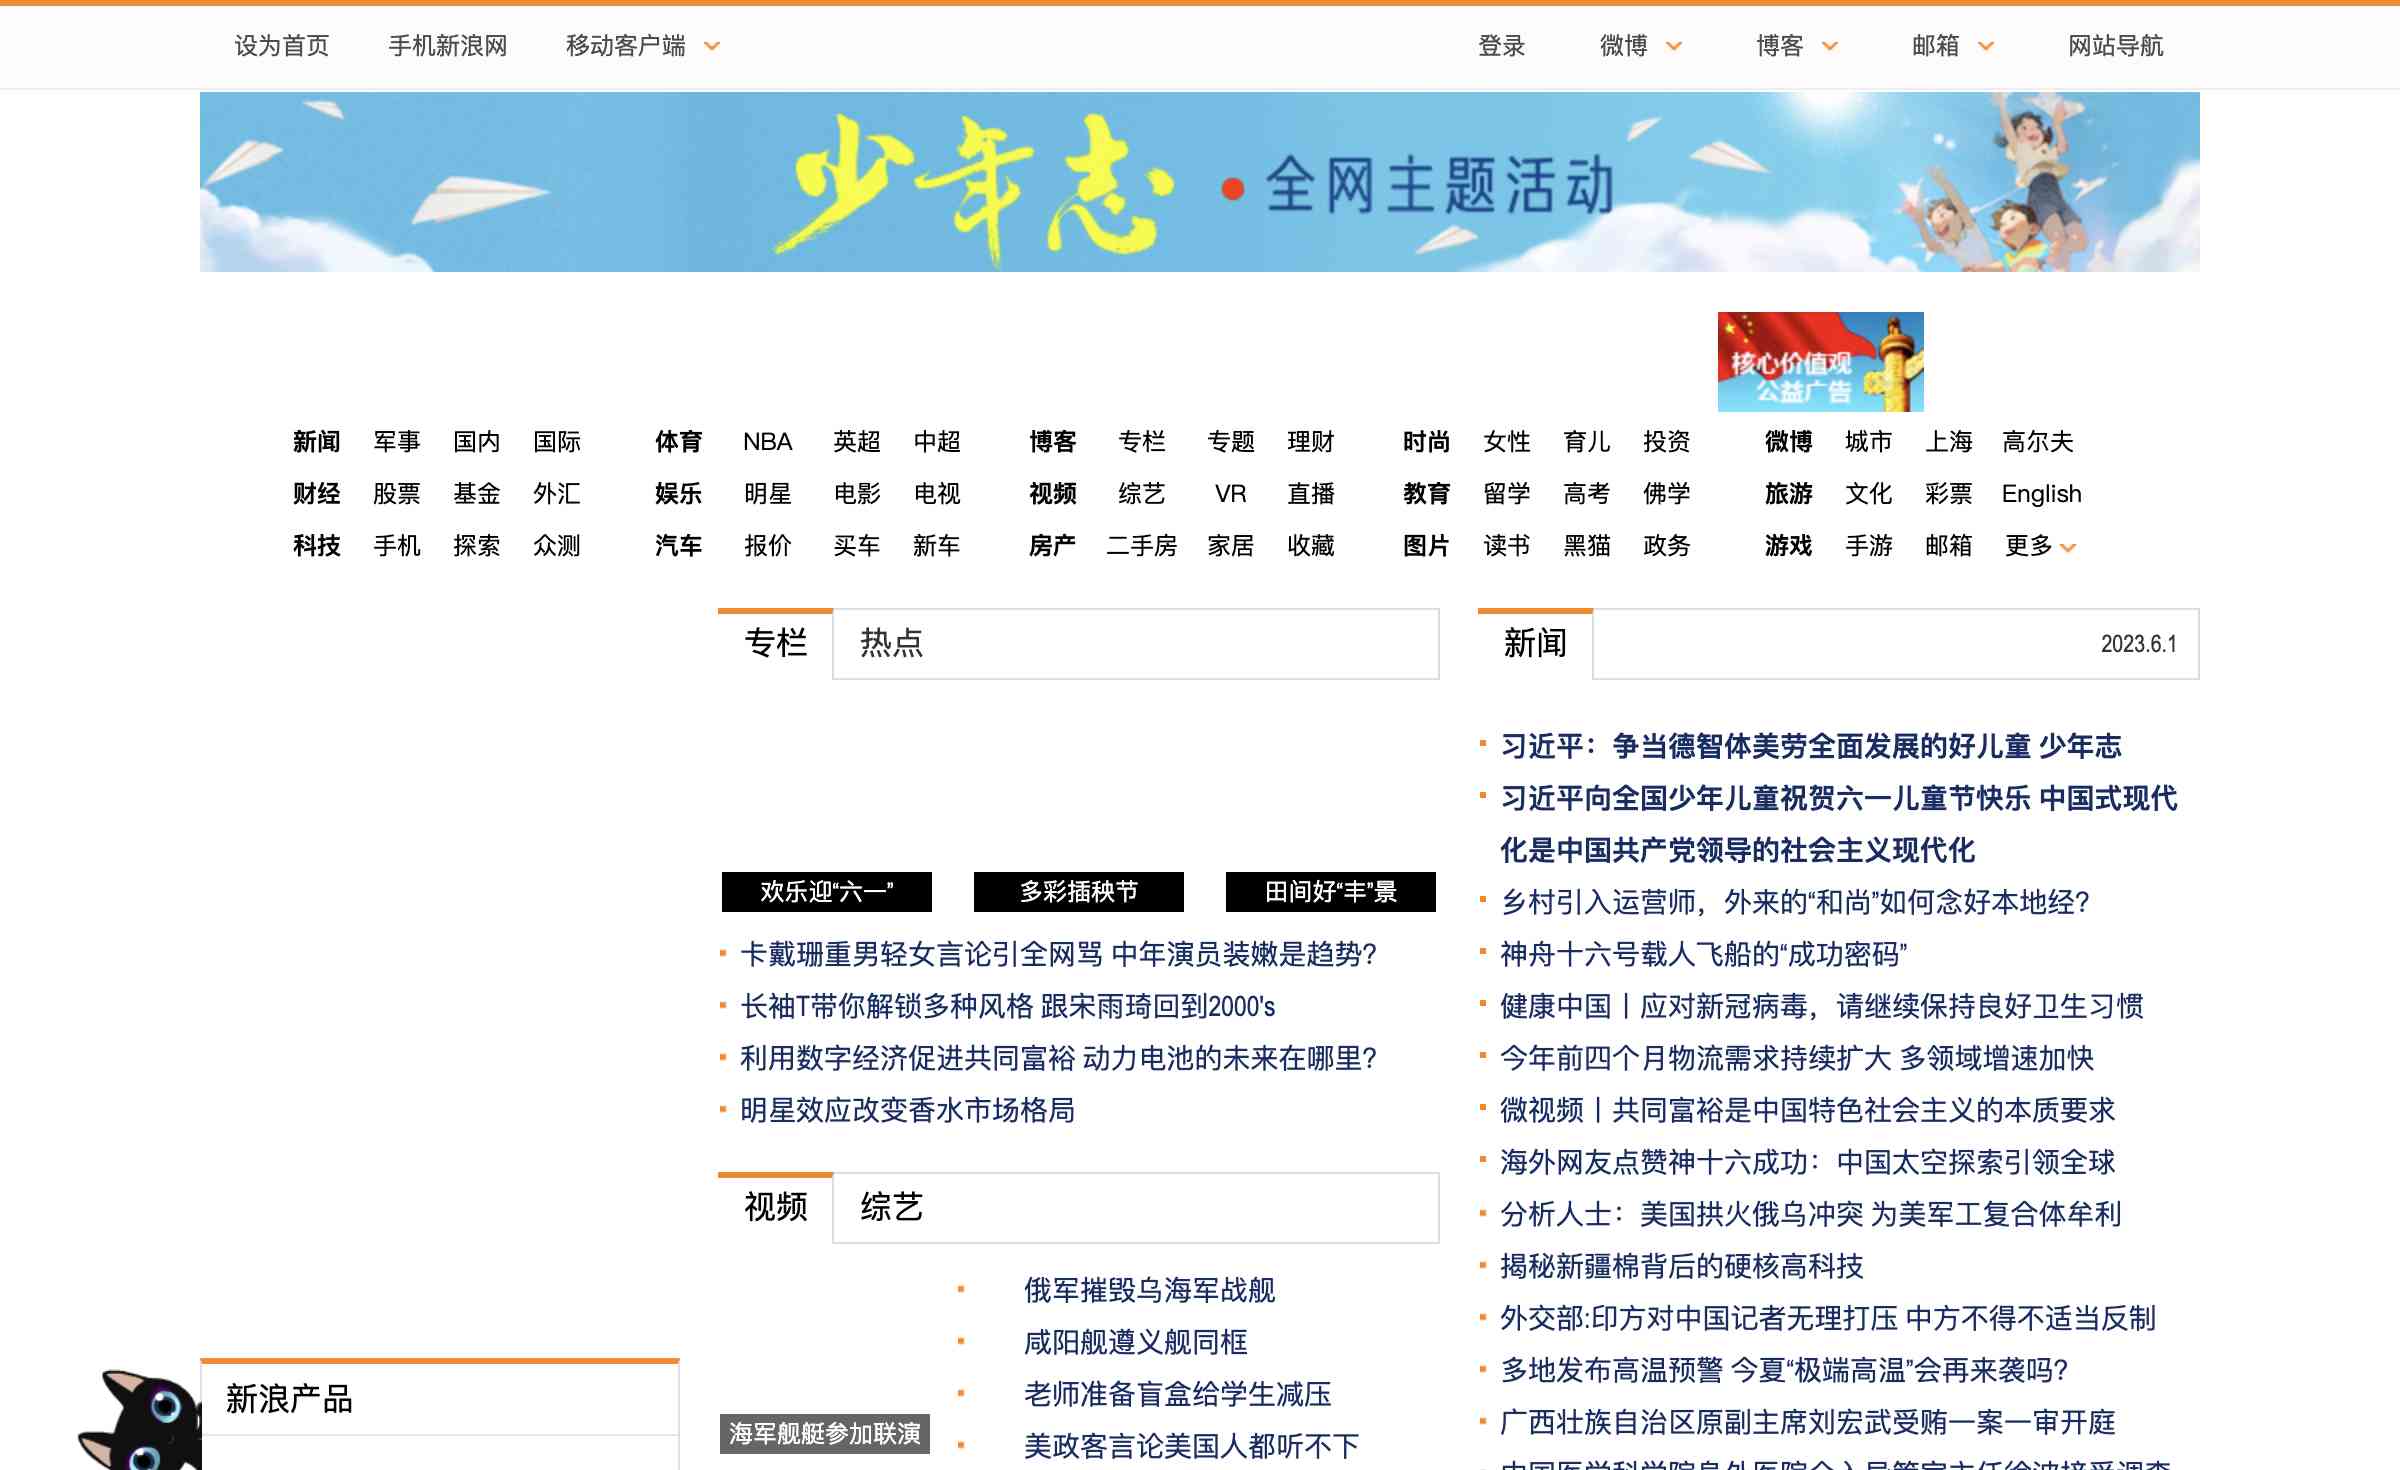 设为首页 手机新浪网 移动客户端 登录 微博 博客 邮箱 网站导航
少年志·全网主题活动
核心价值观
公益广告
新闻 军事 国内 国际 体育 NBA 英超 中超 博客 专栏 专题 理财 时尚 女性 育儿 投资 微博 城市 上海 高尔夫
财经 股票 基金 外汇 娱乐 明星 电影 电视 视频 综艺 VR 直播 教育 留学 高考 佛学 旅游 文化 彩票 English
科技 手机 探索 众测 汽车 报价 买车 新车 房产 二手房 家居 收藏 图片 读书 黑猫 政务 游戏 手游 邮箱 更多
专栏 热点
欢乐迎“六一” 多彩插秧节 田间好“丰”景
卡戴珊重男轻女言论引全网骂 中年演员装嫩是趋势?
长袖T带你解锁多种风格 跟宋雨琦回到2000's
利用数字经济促进共同富裕 动力电池的未来在哪里?
明星效应改变香水市场格局
视频 综艺
俄军摧毁乌海军战舰
咸阳舰遵义舰同框
老师准备盲盒给学生减压
美政客言论美国人都听不下
海军舰艇参加联演
新闻 2023.6.1
习近平：争当德智体美劳全面发展的好儿童 少年志
习近平向全国少年儿童祝贺六一儿童节快乐 中国式现代
化是中国共产党领导的社会主义现代化
乡村引入运营师，外来的“和尚”如何念好本地经?
神舟十六号载人飞船的“成功密码”
健康中国丨应对新冠病毒，请继续保持良好卫生习惯
今年前四个月物流需求持续扩大 多领域增速加快
微视频丨共同富裕是中国特色社会主义的本质要求
海外网友点赞神十六成功：中国太空探索引领全球
分析人士：美国拱火俄乌冲突 为美军工复合体牟利
揭秘新疆棉背后的硬核高科技
外交部:印方对中国记者无理打压 中方不得不适当反制
多地发布高温预警 今夏“极端高温”会再来袭吗?
广西壮族自治区原副主席刘宏武受贿一案一审开庭
新浪产品